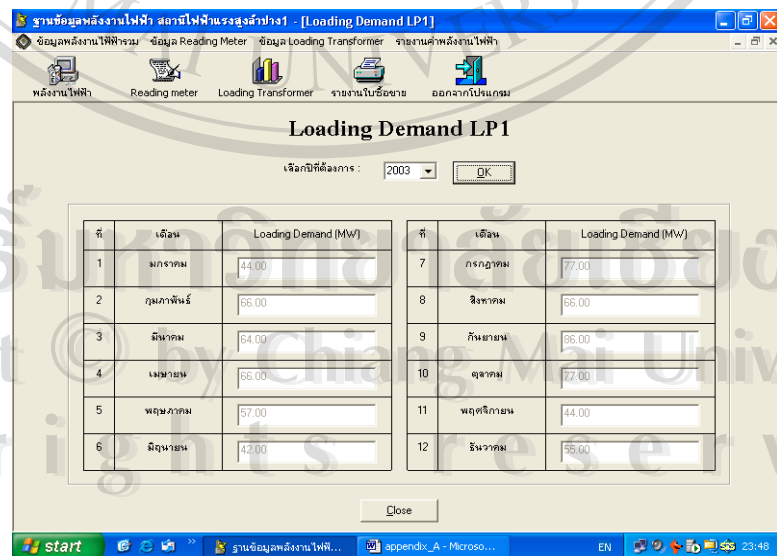 ฐานข้อมูลพลังงานไฟฟ้า สถานีไฟฟ้าแรงสูงลำปาง1 - [Loading Demand LP1]
ข้อมูลพลังงานไฟฟ้ารวม ข้อมูล Reading Meter ข้อมูล Loading Transformer รายงานค่าพลังงานไฟฟ้า
พลังงานไฟฟ้า Reading meter Loading Transformer รายงานใบซื้อขาย ออกจากโปรแกรม
Loading Demand LP1
เลือกปีที่ต้องการ : 2003 OK
ที่ เดือน Loading Demand (MW) ที่ เดือน Loading Demand (MW)
1 มกราคม 44.00 7 กรกฎาคม 77.00
2 กุมภาพันธ์ 66.00 8 สิงหาคม 66.00
3 มีนาคม 64.00 9 กันยายน 86.00
4 เมษายน 66.00 10 ตุลาคม 77.00
5 พฤษภาคม 57.00 11 พฤศจิกายน 44.00
6 มิถุนายน 42.00 12 ธันวาคม 55.00
Close
start ฐานข้อมูลพลังงานไฟฟ้... appendix_A - Microso... EN 23:48
by Chiang Mai Univ
rights reserv